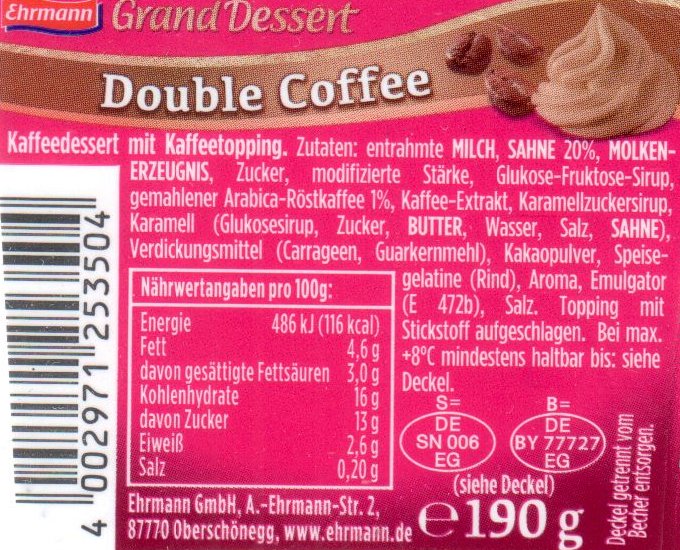 Ehrmann
Grand Dessert
Double Coffee
Kaffeedessert mit Kaffeetopping. Zutaten: entrahmte MILCH, SAHNE 20%, MOLKEN-
ERZEUGNIS, Zucker, modifizierte Stärke, Glukose-Fruktose-Sirup,
gemahlener Arabica-Röstkaffee 1%, Kaffee-Extrakt, Karamellzuckersirup,
Karamell (Glukosesirup, Zucker, BUTTER, Wasser, Salz, SAHNE),
Verdickungsmittel (Carrageen, Guarkernmehl), Kakaopulver, Speise-
gelatine (Rind), Aroma, Emulgator
(E 472b), Salz. Topping mit
Stickstoff aufgeschlagen. Bei max.
+8°C mindestens haltbar bis: siehe
Deckel.
Nährwertangaben pro 100g:
Energie 486 kJ (116 kcal)
Fett 4,6 g
davon gesättigte Fettsäuren 3,0 g
Kohlenhydrate 16 g
davon Zucker 13 g
Eiweiß 2,6 g
Salz 0,20 g
S= B=
DE DE
SN 006 BY 77727
EG EG
(siehe Deckel)
Ehrmann GmbH, A.-Ehrmann-Str. 2,
87770 Oberschönegg, www.ehrmann.de
e 190 g
Deckel getrennt vom
Becher entsorgen.
4 002971 253504